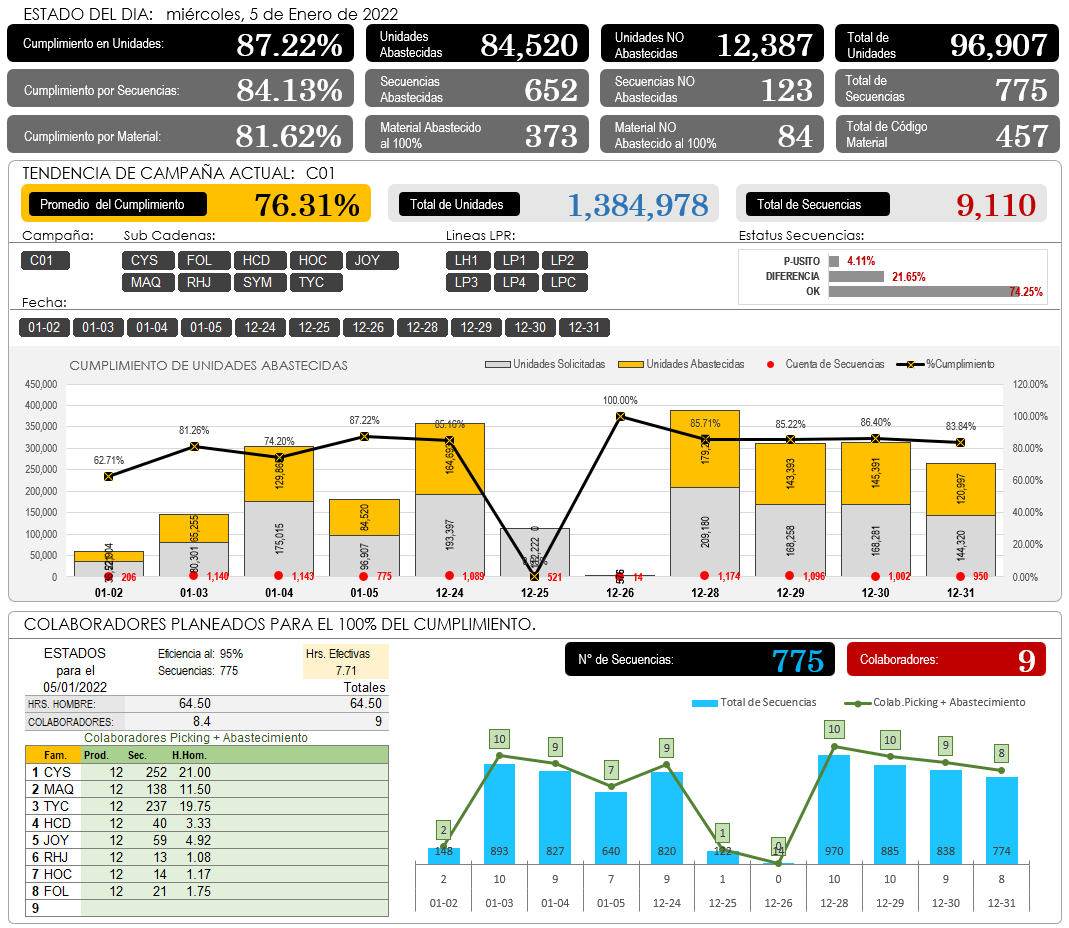 ESTADO DEL DIA: miércoles, 5 de Enero de 2022
Cumplimiento en Unidades: 87.22%
Unidades Abastecidas 84,520
Unidades NO Abastecidas 12,387
Total de Unidades 96,907
Cumplimiento por Secuencias: 84.13%
Secuencias Abastecidas 652
Secuencias NO Abastecidas 123
Total de Secuencias 775
Cumplimiento por Material: 81.62%
Material Abastecido al 100% 373
Material NO Abastecido al 100% 84
Total de Código Material 457
TENDENCIA DE CAMPAÑA ACTUAL: C01
Promedio del Cumplimiento 76.31%
Total de Unidades 1,384,978
Total de Secuencias 9,110
Campaña: Sub Cadenas: Lineas LPR: Estatus Secuencias:
C01 CYS FOL HCD HOC JOY LH1 LP1 LP2
MAQ RHJ SYM TYC LP3 LP4 LPC
P-USITO 4.11%
DIFERENCIA 21.65%
OK 74.25%
Fecha:
01-02 01-03 01-04 01-05 12-24 12-25 12-26 12-28 12-29 12-30 12-31
CUMPLIMIENTO DE UNIDADES ABASTECIDAS
Unidades Solicitadas Unidades Abastecidas Cuenta de Secuencias %Cumplimiento
450,000 120.00%
400,000 100.00%
350,000
300,000 80.00%
250,000
200,000 60.00%
150,000 40.00%
100,000
50,000 20.00%
0 0.00%
62.71% 81.26% 74.20% 87.22% 85.16% 100.00% 85.71% 85.22% 86.40% 83.84%
65,255 129,868 84,520 164,69 0 179,2 143,393 145,391 120,997
80,301 175,015 96,907 193,397 112,222 209,180 168,258 168,281 144,320
206 1,140 1,143 775 1,089 521 14 1,174 1,096 1,002 950
01-02 01-03 01-04 01-05 12-24 12-25 12-26 12-28 12-29 12-30 12-31
COLABORADORES PLANEADOS PARA EL 100% DEL CUMPLIMIENTO.
ESTADOS Eficiencia al: 95% Hrs. Efectivas
para el Secuencias: 775 7.71
05/01/2022 Totales
HRS. HOMBRE: 64.50 64.50
COLABORADORES: 8.4 9
Colaboradores Picking + Abastecimiento
Fam. Prod. Sec. H.Hom.
1 CYS 12 252 21.00
2 MAQ 12 138 11.50
3 TYC 12 237 19.75
4 HCD 12 40 3.33
5 JOY 12 59 4.92
6 RHJ 12 13 1.08
7 HOC 12 14 1.17
8 FOL 12 21 1.75
9
N° de Secuencias: 775
Colaboradores: 9
Total de Secuencias Colab.Picking + Abastecimiento
2 10 9 7 9 1 0 10 10 9 8
148 893 827 640 820 122 14 970 885 838 774
2 10 9 7 9 1 0 10 10 9 8
01-02 01-03 01-04 01-05 12-24 12-25 12-26 12-28 12-29 12-30 12-31